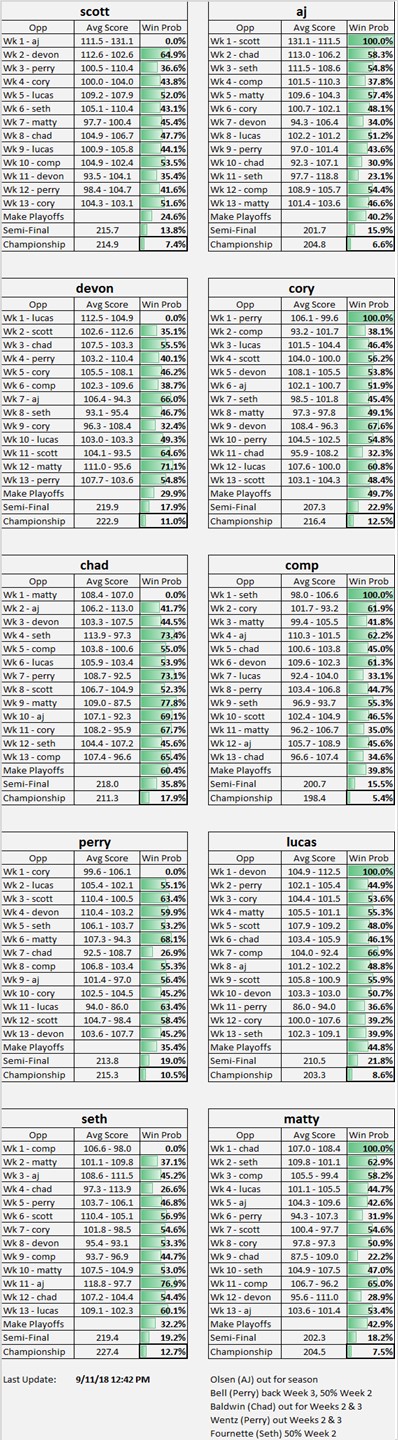 scott
Opp Avg Score Win Prob
Wk 1 - aj 111.5 - 131.1 0.0%
Wk 2 - devon 112.6 - 102.6 64.9%
Wk 3 - perry 100.5 - 110.4 36.6%
Wk 4 - cory 100.0 - 104.0 43.8%
Wk 5 - lucas 109.2 - 107.9 52.0%
Wk 6 - seth 105.1 - 110.4 43.1%
Wk 7 - matty 97.7 - 100.4 45.4%
Wk 8 - chad 104.9 - 106.7 47.7%
Wk 9 - lucas 100.9 - 105.8 44.1%
Wk 10 - comp 104.9 - 102.4 53.5%
Wk 11 - devon 93.5 - 104.1 35.4%
Wk 12 - perry 98.4 - 104.7 41.6%
Wk 13 - cory 104.3 - 103.1 51.6%
Make Playoffs 24.6%
Semi-Final 215.7 13.8%
Championship 214.9 7.4%
aj
Opp Avg Score Win Prob
Wk 1 - scott 131.1 - 111.5 100.0%
Wk 2 - chad 113.0 - 106.2 58.3%
Wk 3 - seth 111.5 - 108.6 54.8%
Wk 4 - comp 101.5 - 110.3 37.8%
Wk 5 - matty 109.6 - 104.3 57.4%
Wk 6 - cory 100.7 - 102.1 48.1%
Wk 7 - devon 94.3 - 106.4 34.0%
Wk 8 - lucas 102.2 - 101.2 51.2%
Wk 9 - perry 97.0 - 101.4 43.6%
Wk 10 - chad 92.3 - 107.1 30.9%
Wk 11 - seth 97.7 - 118.8 23.1%
Wk 12 - comp 108.9 - 105.7 54.4%
Wk 13 - matty 101.4 - 103.6 46.6%
Make Playoffs 40.2%
Semi-Final 201.7 15.9%
Championship 204.8 6.6%
devon
Opp Avg Score Win Prob
Wk 1 - lucas 112.5 - 104.9 0.0%
Wk 2 - scott 102.6 - 112.6 35.1%
Wk 3 - chad 107.5 - 103.3 55.5%
Wk 4 - perry 103.2 - 110.4 40.1%
Wk 5 - cory 105.5 - 108.1 46.2%
Wk 6 - comp 102.3 - 109.6 38.7%
Wk 7 - aj 106.4 - 94.3 66.0%
Wk 8 - seth 93.1 - 95.4 46.7%
Wk 9 - cory 96.3 - 108.4 32.4%
Wk 10 - lucas 103.0 - 103.3 49.3%
Wk 11 - scott 104.1 - 93.5 64.6%
Wk 12 - matty 111.0 - 95.6 71.1%
Wk 13 - perry 107.7 - 103.6 54.8%
Make Playoffs 29.9%
Semi-Final 219.9 17.9%
Championship 222.9 11.0%
cory
Opp Avg Score Win Prob
Wk 1 - perry 106.1 - 99.6 100.0%
Wk 2 - comp 93.2 - 101.7 38.1%
Wk 3 - lucas 101.5 - 104.4 46.4%
Wk 4 - scott 104.0 - 100.0 56.2%
Wk 5 - devon 108.1 - 105.5 53.8%
Wk 6 - aj 102.1 - 100.7 51.9%
Wk 7 - seth 98.5 - 101.8 45.4%
Wk 8 - matty 97.3 - 97.8 49.1%
Wk 9 - devon 108.4 - 96.3 67.6%
Wk 10 - perry 104.5 - 102.5 54.8%
Wk 11 - chad 95.9 - 108.2 32.3%
Wk 12 - lucas 107.6 - 100.0 60.8%
Wk 13 - scott 103.1 - 104.3 48.4%
Make Playoffs 49.7%
Semi-Final 207.3 22.9%
Championship 216.4 12.5%
chad
Opp Avg Score Win Prob
Wk 1 - matty 108.4 - 107.0 0.0%
Wk 2 - aj 106.2 - 113.0 41.7%
Wk 3 - devon 103.3 - 107.5 44.5%
Wk 4 - seth 113.9 - 97.3 73.4%
Wk 5 - comp 103.8 - 100.6 55.0%
Wk 6 - lucas 105.9 - 103.4 53.9%
Wk 7 - perry 108.7 - 92.5 73.1%
Wk 8 - scott 106.7 - 104.9 52.3%
Wk 9 - matty 109.0 - 87.5 77.8%
Wk 10 - aj 107.1 - 92.3 69.1%
Wk 11 - cory 108.2 - 95.9 67.7%
Wk 12 - seth 104.4 - 107.2 45.6%
Wk 13 - comp 107.4 - 96.6 65.4%
Make Playoffs 60.4%
Semi-Final 218.0 35.8%
Championship 211.3 17.9%
comp
Opp Avg Score Win Prob
Wk 1 - seth 98.0 - 106.6 100.0%
Wk 2 - cory 101.7 - 93.2 61.9%
Wk 3 - matty 99.4 - 105.5 41.8%
Wk 4 - aj 110.3 - 101.5 62.2%
Wk 5 - chad 100.6 - 103.8 45.0%
Wk 6 - devon 109.6 - 102.3 61.3%
Wk 7 - lucas 92.4 - 104.0 33.1%
Wk 8 - perry 103.4 - 106.8 44.7%
Wk 9 - seth 96.9 - 93.7 55.3%
Wk 10 - scott 102.4 - 104.9 46.5%
Wk 11 - matty 96.2 - 106.7 35.0%
Wk 12 - aj 105.7 - 108.9 45.6%
Wk 13 - chad 96.6 - 107.4 34.6%
Make Playoffs 39.8%
Semi-Final 200.7 15.5%
Championship 198.4 5.4%
perry
Opp Avg Score Win Prob
Wk 1 - cory 99.6 - 106.1 0.0%
Wk 2 - lucas 105.4 - 102.1 55.1%
Wk 3 - scott 110.4 - 100.5 63.4%
Wk 4 - devon 110.4 - 103.2 59.9%
Wk 5 - seth 106.1 - 103.7 53.2%
Wk 6 - matty 107.3 - 94.3 68.1%
Wk 7 - chad 92.5 - 108.7 26.9%
Wk 8 - comp 106.8 - 103.4 55.3%
Wk 9 - aj 101.4 - 97.0 56.4%
Wk 10 - cory 102.5 - 104.5 45.2%
Wk 11 - lucas 94.0 - 86.0 63.4%
Wk 12 - scott 104.7 - 98.4 58.4%
Wk 13 - devon 103.6 - 107.7 45.2%
Make Playoffs 35.4%
Semi-Final 213.8 19.0%
Championship 215.3 10.5%
lucas
Opp Avg Score Win Prob
Wk 1 - devon 104.9 - 112.5 100.0%
Wk 2 - perry 102.1 - 105.4 44.9%
Wk 3 - cory 104.4 - 101.5 53.6%
Wk 4 - matty 105.5 - 101.1 55.3%
Wk 5 - scott 107.9 - 109.2 48.0%
Wk 6 - chad 103.4 - 105.9 46.1%
Wk 7 - comp 104.0 - 92.4 66.9%
Wk 8 - aj 101.2 - 102.2 48.8%
Wk 9 - scott 105.8 - 100.9 55.9%
Wk 10 - devon 103.3 - 103.0 50.7%
Wk 11 - perry 86.0 - 94.0 36.6%
Wk 12 - cory 100.0 - 107.6 39.2%
Wk 13 - seth 102.3 - 109.1 39.9%
Make Playoffs 44.8%
Semi-Final 210.5 21.8%
Championship 203.3 8.6%
seth
Opp Avg Score Win Prob
Wk 1 - comp 106.6 - 98.0 0.0%
Wk 2 - matty 101.1 - 109.8 37.1%
Wk 3 - aj 108.6 - 111.5 45.2%
Wk 4 - chad 97.3 - 113.9 26.6%
Wk 5 - perry 103.7 - 106.1 46.8%
Wk 6 - scott 110.4 - 105.1 56.9%
Wk 7 - cory 101.8 - 98.5 54.6%
Wk 8 - devon 95.4 - 93.1 53.3%
Wk 9 - comp 93.7 - 96.9 44.7%
Wk 10 - matty 107.5 - 104.9 53.0%
Wk 11 - aj 118.8 - 97.7 76.9%
Wk 12 - chad 107.2 - 104.4 54.4%
Wk 13 - lucas 109.1 - 102.3 60.1%
Make Playoffs 32.2%
Semi-Final 219.4 19.2%
Championship 227.4 12.7%
matty
Opp Avg Score Win Prob
Wk 1 - chad 107.0 - 108.4 100.0%
Wk 2 - seth 109.8 - 101.1 62.9%
Wk 3 - comp 105.5 - 99.4 58.2%
Wk 4 - lucas 101.1 - 105.5 44.7%
Wk 5 - aj 104.3 - 109.6 42.6%
Wk 6 - perry 94.3 - 107.3 31.9%
Wk 7 - scott 100.4 - 97.7 54.6%
Wk 8 - cory 97.8 - 97.3 50.9%
Wk 9 - chad 87.5 - 109.0 22.2%
Wk 10 - seth 104.9 - 107.5 47.0%
Wk 11 - comp 106.7 - 96.2 65.0%
Wk 12 - devon 95.6 - 111.0 28.9%
Wk 13 - aj 103.6 - 101.4 53.4%
Make Playoffs 42.9%
Semi-Final 202.3 18.2%
Championship 204.5 7.5%
Last Update: 9/11/18 12:42 PM
Olsen (AJ) out for season
Bell (Perry) back Week 3, 50% Week 2
Baldwin (Chad) out for Weeks 2 & 3
Wentz (Perry) out Weeks 2 & 3
Fournette (Seth) 50% Week 2